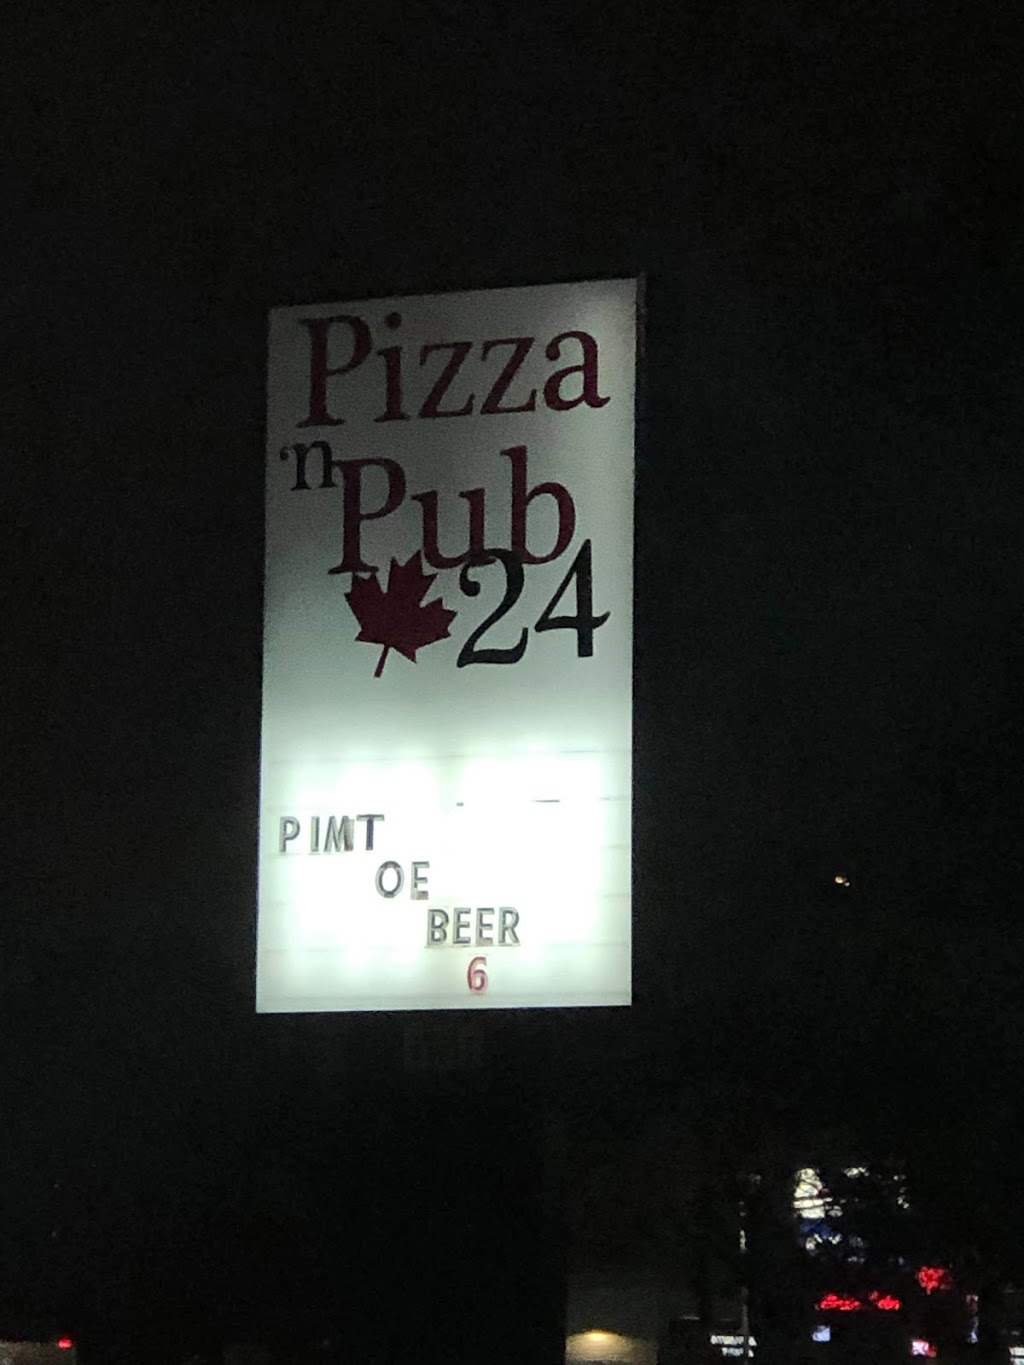 Pizza
'n Pub
24
PIMT
OE
BEER
6